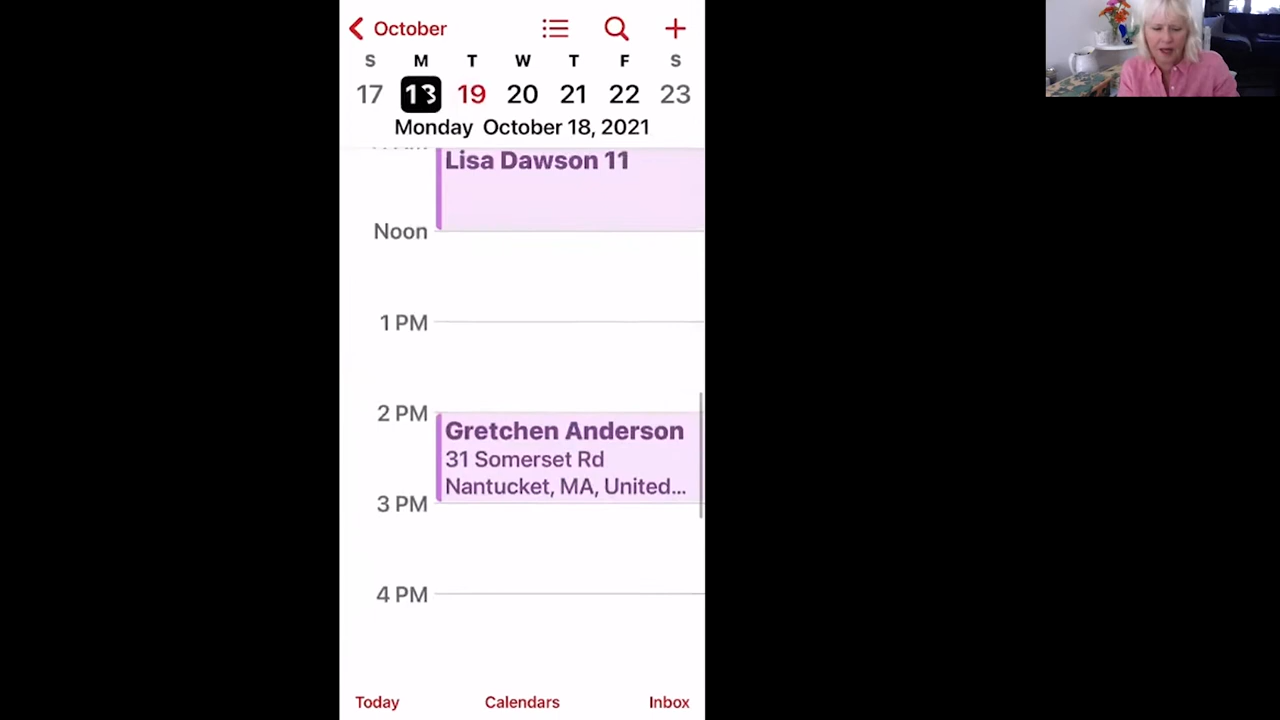 October
S M T W T F S
17 18 19 20 21 22 23
Monday October 18, 2021
Lisa Dawson 11
Noon
1 PM
2 PM
Gretchen Anderson
31 Somerset Rd
Nantucket, MA, United...
3 PM
4 PM
Today Calendars Inbox